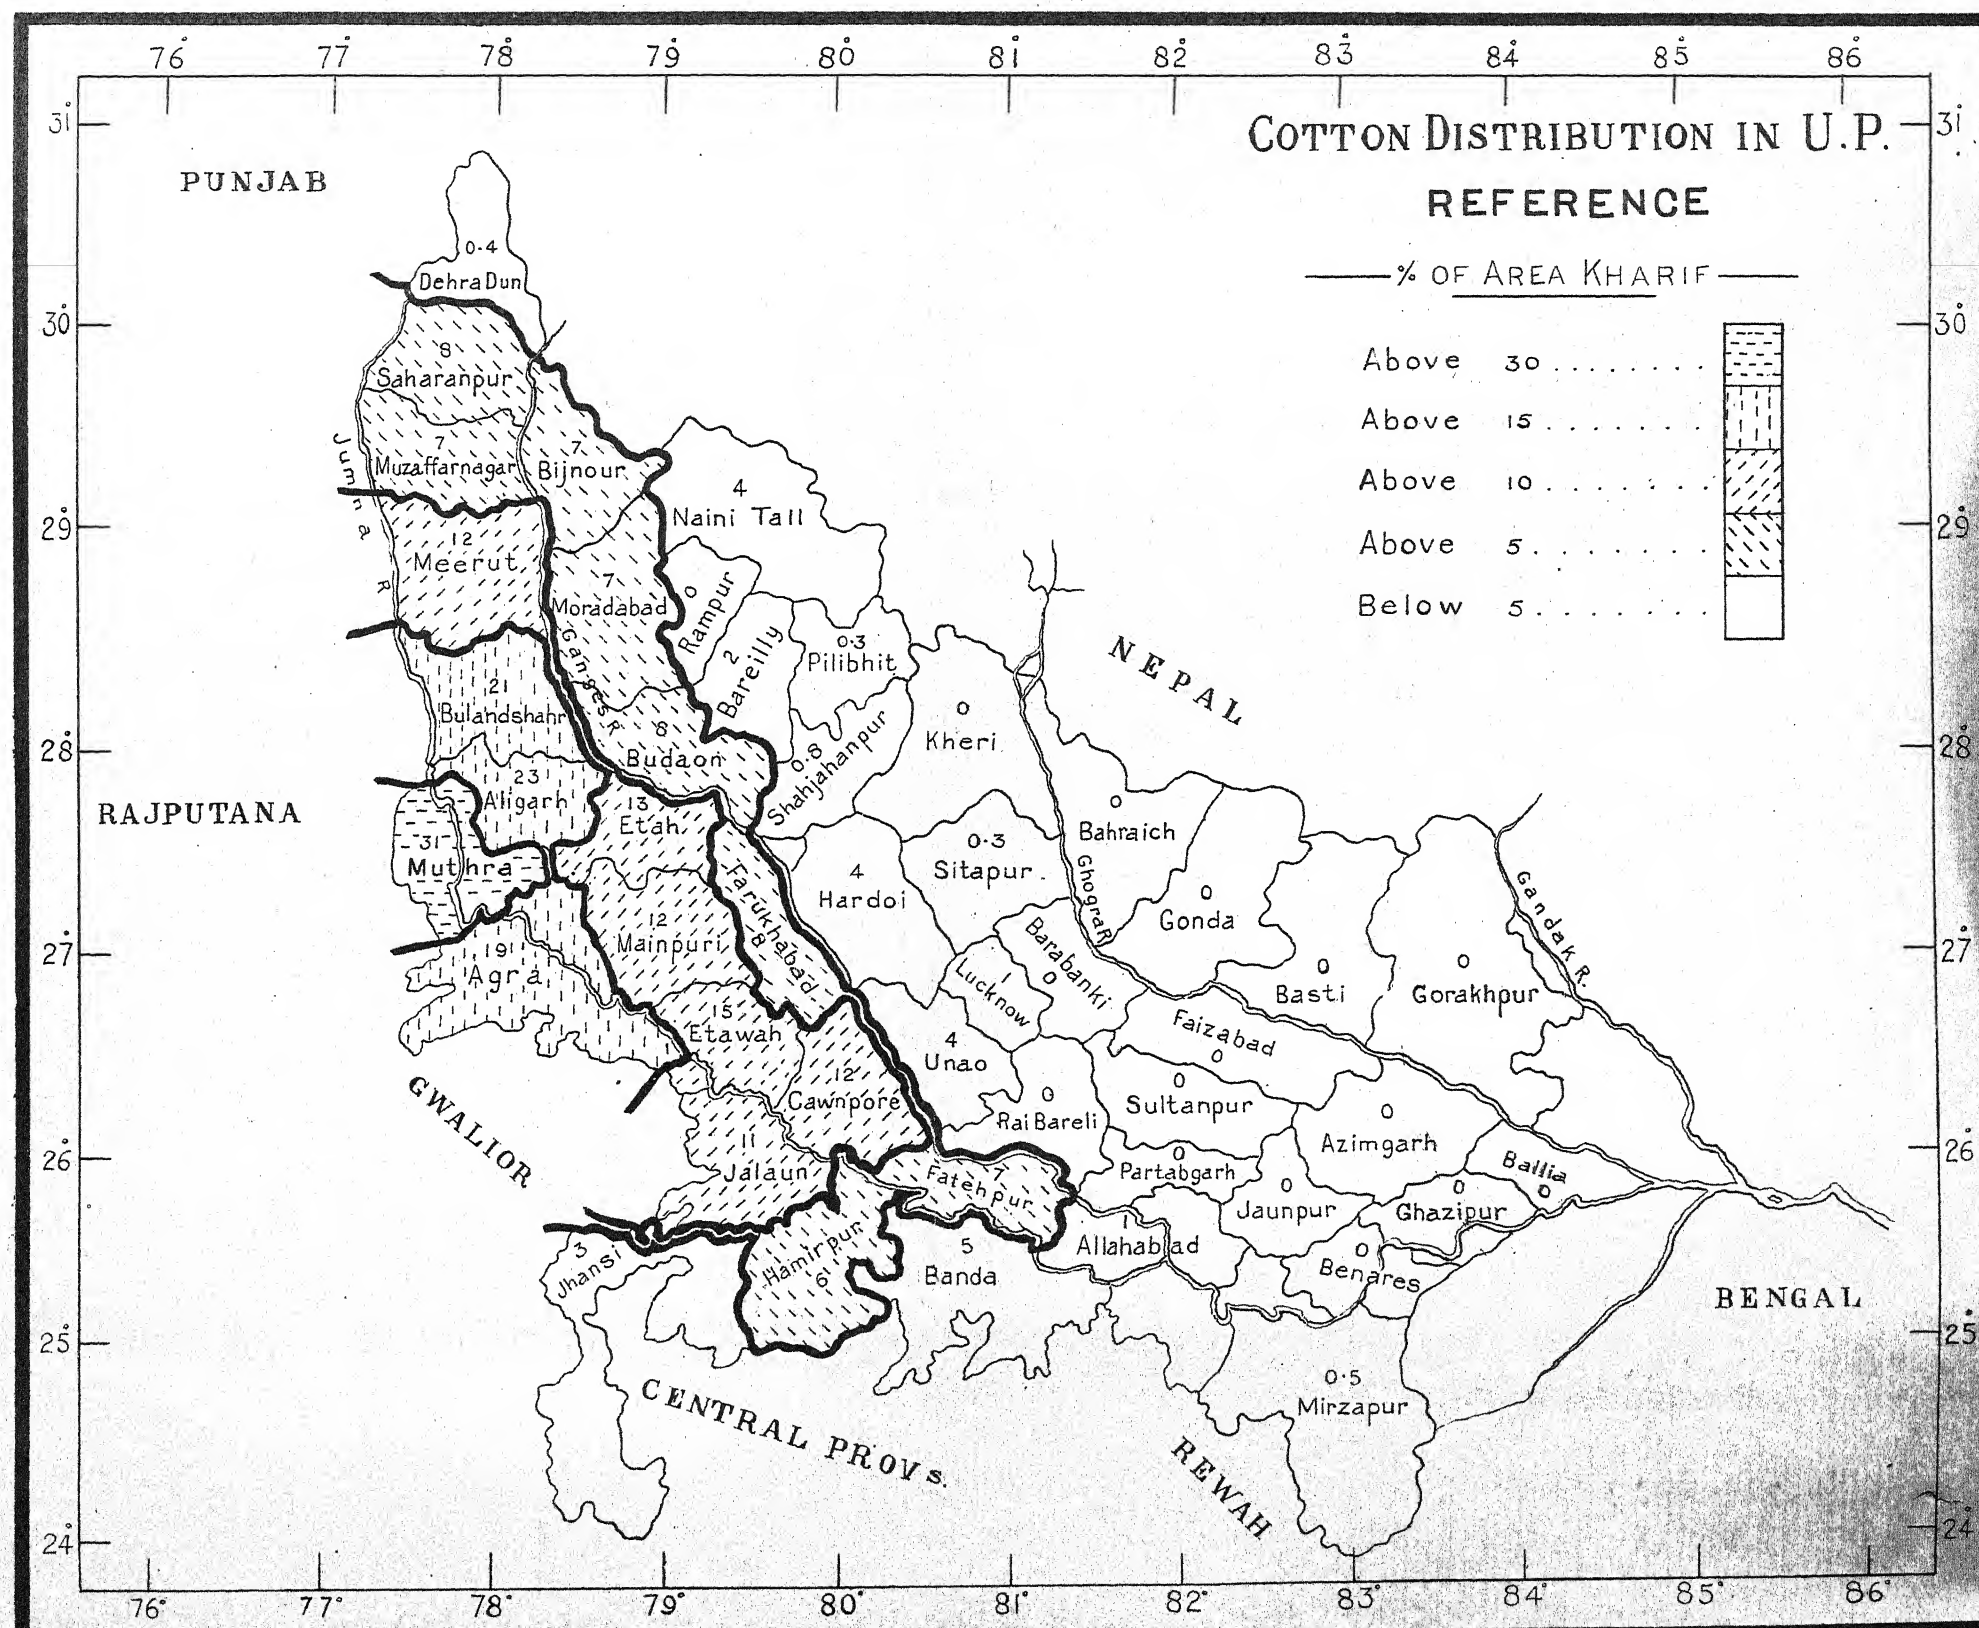 76° 77° 78° 79° 80° 81° 82° 83° 84° 85° 86°
31° 31°
COTTON DISTRIBUTION IN U.P.
REFERENCE
% OF AREA KHARIF
Above 30 ........
Above 15 .......
Above 10 .......
Above 5 ........
Below 5 .......
PUNJAB
0·4
Dehra Dun
30° 30°
8
Saharanpur
7
Muzaffarnagar
7
Bijnour
Jumna R
4
Naini Tall
29° 29°
12
Meerut
7
Moradabad
0
Rampur
2
Bareilly
0·3
Pilibhit
NEPAL
Ganges R.
21
Bulandshahr
8
Budaon
0·8
Shahjahanpur
0
Kheri
28° 28°
RAJPUTANA
23
Aligarh
13
Etah
31
Muthra
Farukhabad
8
4
Hardoi
0·3
Sitapur.
0
Bahraich
Ghogra R
0
Gonda
Gandak R.
27° 27°
12
Mainpuri
19
Agra
1
Lucknow
Barabanki
0
0
Basti
0
Gorakhpur
15
Etawah
4
Unao
Faizabad
0
GWALIOR
12
Cawnpore
0
Rai Bareli
0
Sultanpur
0
Azimgarh
26° 26°
11
Jalaun
7
Fatehpur
0
Partabgarh
Ballia
0
0
Jaunpur
0
Ghazipur
3
Jhansi
Hamirpur
6
5
Banda
1
Allahabad
0
Benares
BENGAL
25° 25°
CENTRAL PROVs.
0·5
Mirzapur
REWAH
24° 24°
76° 77° 78° 79° 80° 81° 82° 83° 84° 85° 86°